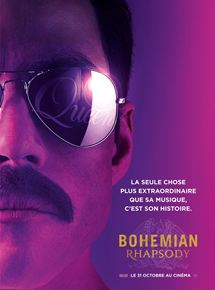 Queen
LA SEULE CHOSE
PLUS EXTRAORDINAIRE
QUE SA MUSIQUE,
C'EST SON HISTOIRE.
BOHEMIAN
RHAPSODY
LE 31 OCTOBRE AU CINÉMA